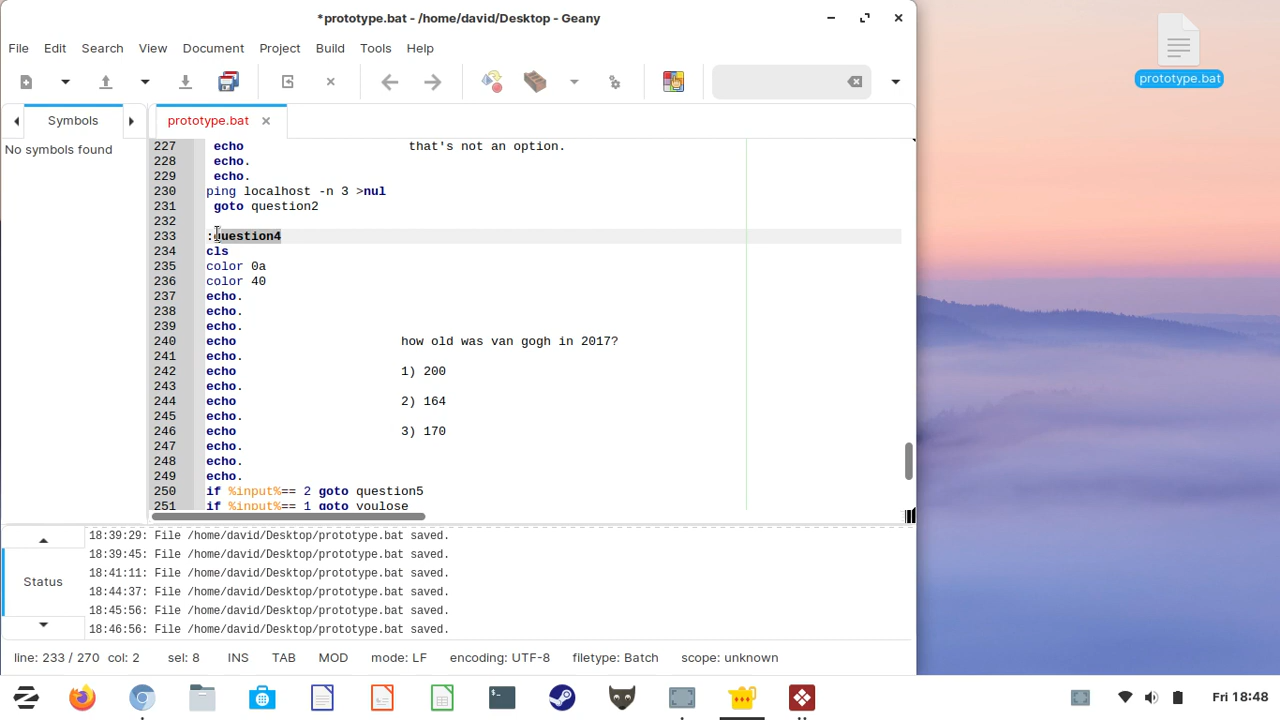 *prototype.bat - /home/david/Desktop - Geany
File Edit Search View Document Project Build Tools Help
Symbols
prototype.bat
No symbols found
227 echo that's not an option.
228 echo.
229 echo.
230 ping localhost -n 3 >nul
231 goto question2
232
233 :question4
234 cls
235 color 0a
236 color 40
237 echo.
238 echo.
239 echo.
240 echo how old was van gogh in 2017?
241 echo.
242 echo 1) 200
243 echo.
244 echo 2) 164
245 echo.
246 echo 3) 170
247 echo.
248 echo.
249 echo.
250 if %input%== 2 goto question5
251 if %input%== 1 goto youlose
Status
18:39:29: File /home/david/Desktop/prototype.bat saved.
18:39:45: File /home/david/Desktop/prototype.bat saved.
18:41:11: File /home/david/Desktop/prototype.bat saved.
18:44:37: File /home/david/Desktop/prototype.bat saved.
18:45:56: File /home/david/Desktop/prototype.bat saved.
18:46:56: File /home/david/Desktop/prototype.bat saved.
line: 233 / 270 col: 2 sel: 8 INS TAB MOD mode: LF encoding: UTF-8 filetype: Batch scope: unknown
prototype.bat
Fri 18:48